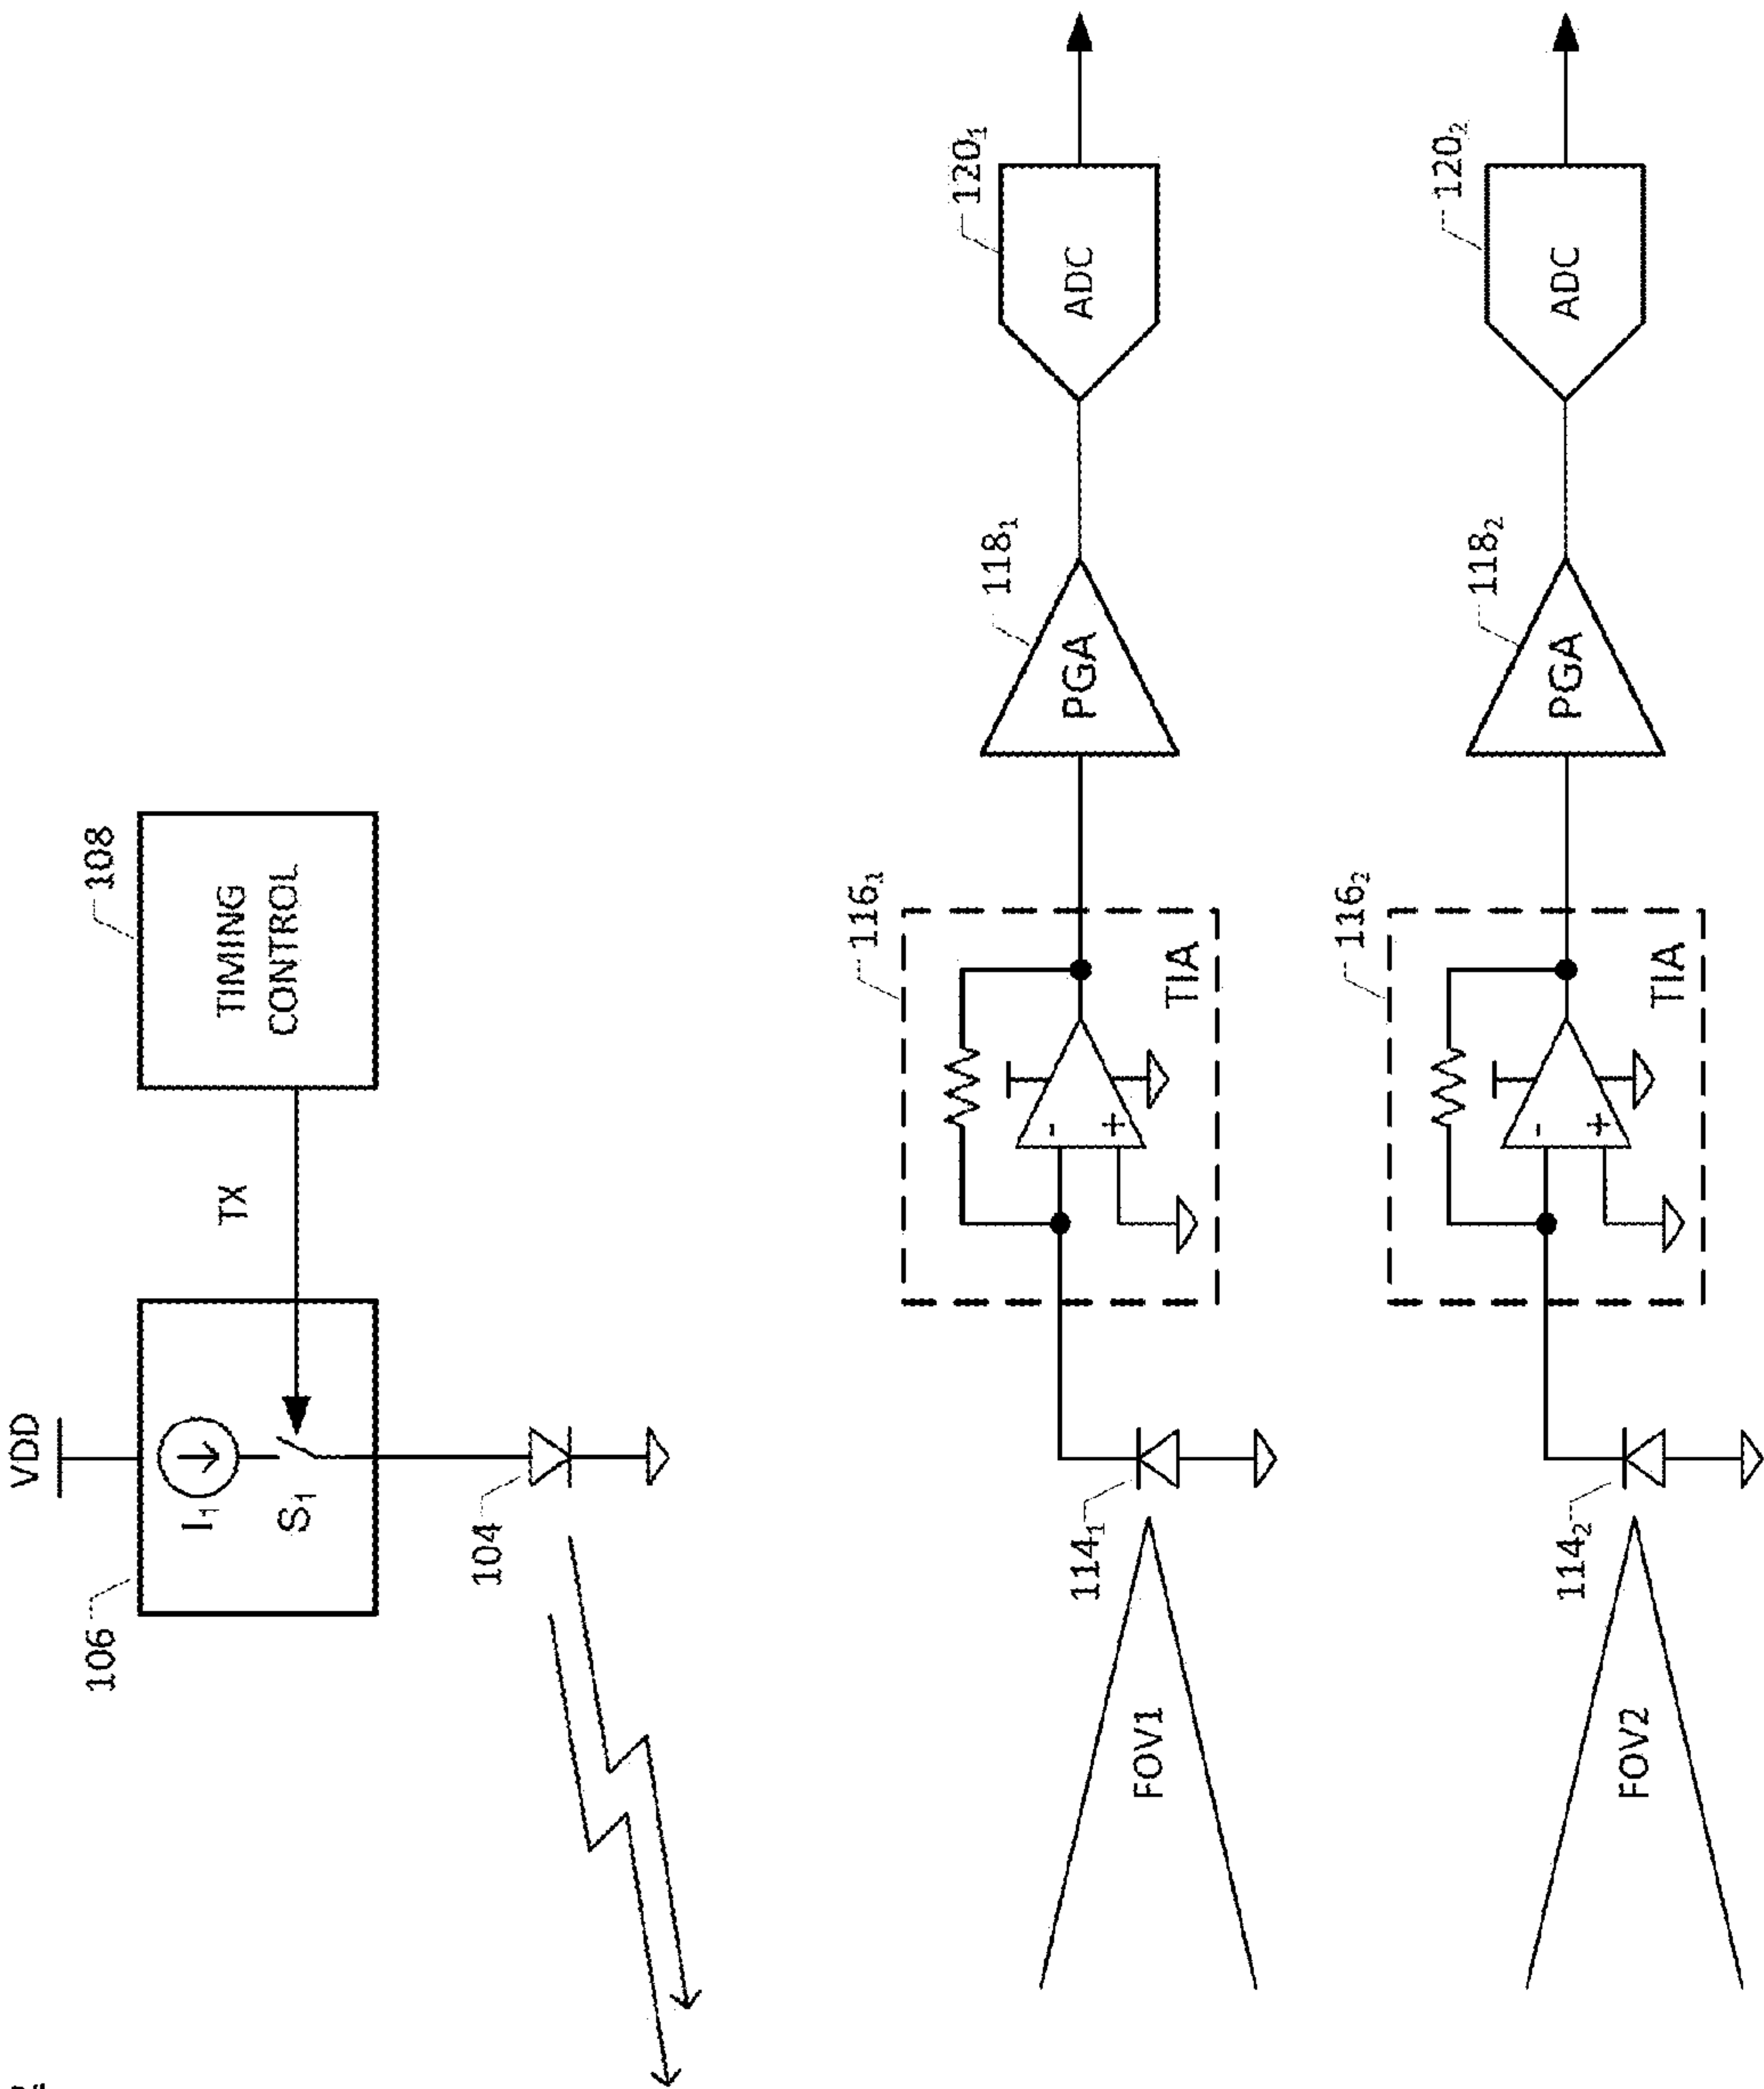 VDD
106
I1
S1
TX
108
TIMING
CONTROL
104
FOV1
114₁
116₁
-
+
TIA
118₁
PGA
120₁
ADC
FOV2
114₂
116₂
-
+
TIA
118₂
PGA
120₂
ADC